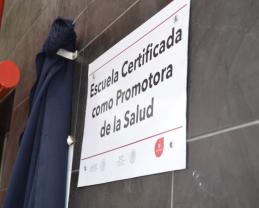 Escuela Certificada
como Promotora
de la Salud